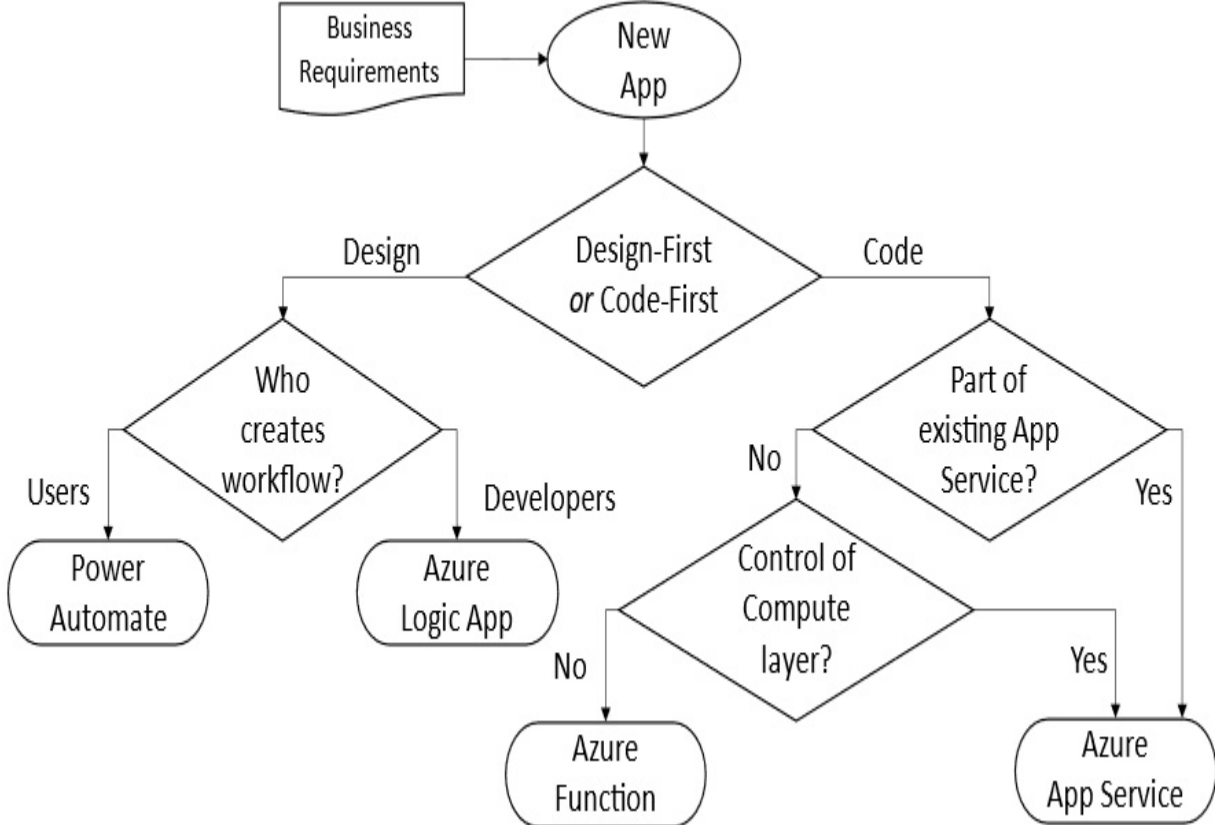 Business
Requirements
New
App
Design
Design-First
or Code-First
Code
Who
creates
workflow?
Part of
existing App
Service?
Users
Developers
No
Yes
Power
Automate
Azure
Logic App
Control of
Compute
layer?
No
Yes
Azure
Function
Azure
App Service